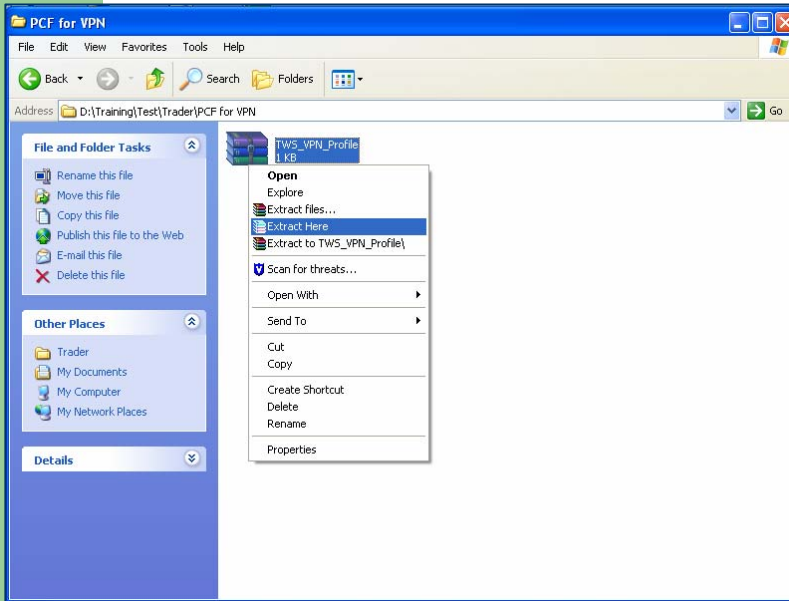 PCF for VPN
File Edit View Favorites Tools Help
Back Search Folders
Address D:\Training\Test\Trader\PCF for VPN Go
File and Folder Tasks
Rename this file
Move this file
Copy this file
Publish this file to the Web
E-mail this file
Delete this file
Other Places
Trader
My Documents
My Computer
My Network Places
Details
TWS_VPN_Profile
1 KB
Open
Explore
Extract files...
Extract Here
Extract to TWS_VPN_Profile\
Scan for threats...
Open With
Send To
Cut
Copy
Create Shortcut
Delete
Rename
Properties